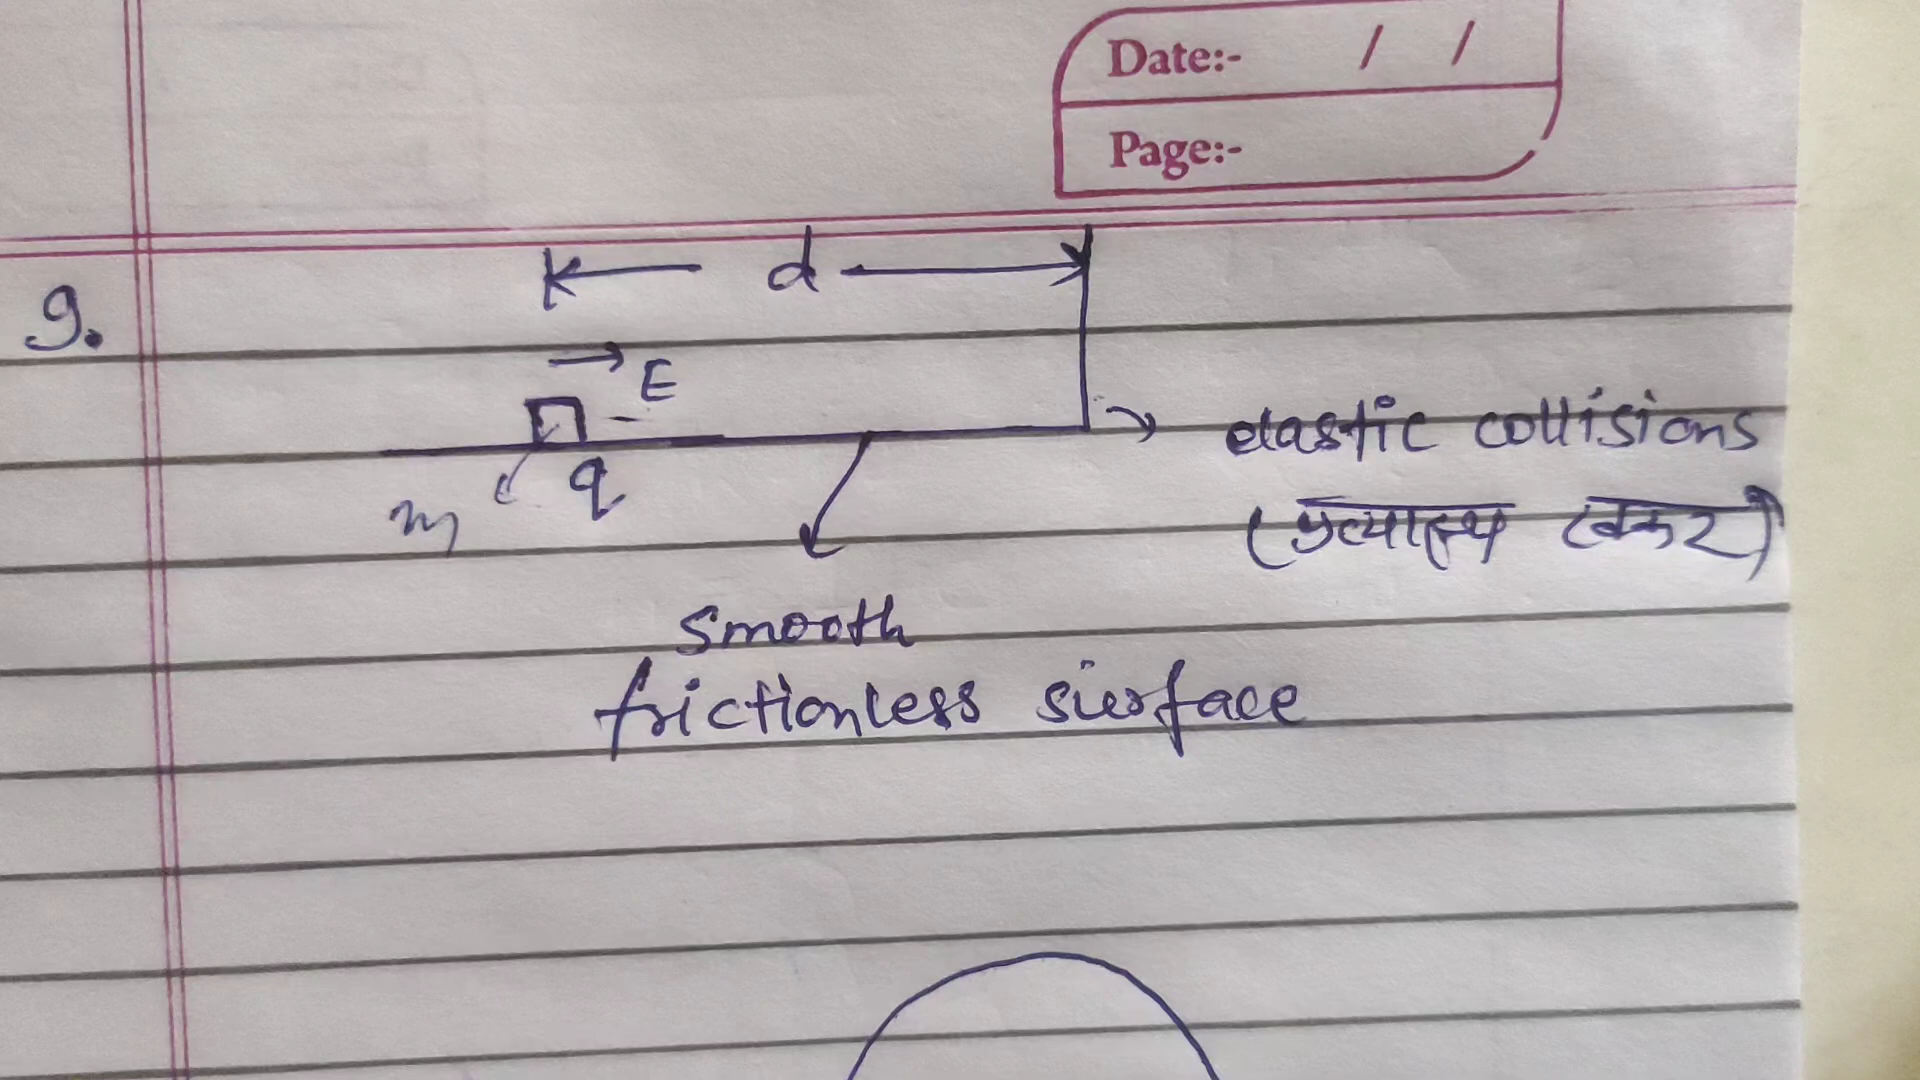 Date:- / /
Page:-
d
9.
E
elastic collisions
m q
(प्रत्यास्थ टक्कर)
smooth
frictionless surface